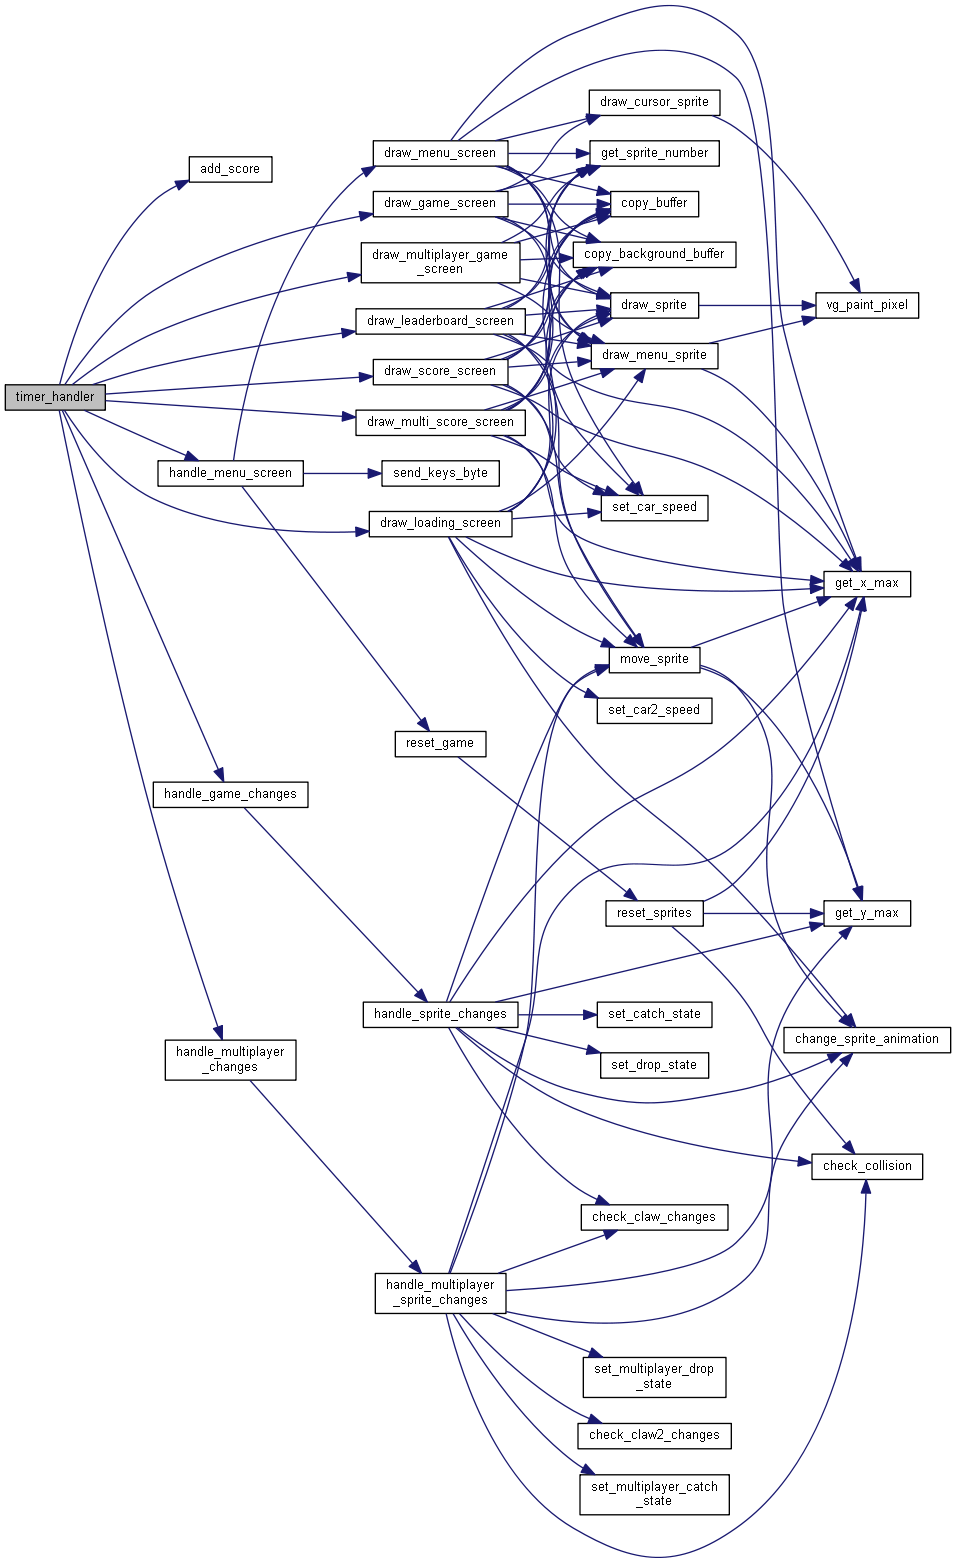 timer_handler
add_score
handle_menu_screen
handle_game_changes
handle_multiplayer
_changes
draw_menu_screen
draw_game_screen
draw_multiplayer_game
_screen
draw_leaderboard_screen
draw_score_screen
draw_multi_score_screen
send_keys_byte
draw_loading_screen
reset_game
handle_sprite_changes
handle_multiplayer
_sprite_changes
draw_cursor_sprite
get_sprite_number
copy_buffer
copy_background_buffer
draw_sprite
draw_menu_sprite
set_car_speed
move_sprite
set_car2_speed
reset_sprites
set_catch_state
set_drop_state
check_claw_changes
set_multiplayer_drop
_state
check_claw2_changes
set_multiplayer_catch
_state
vg_paint_pixel
get_x_max
get_y_max
change_sprite_animation
check_collision